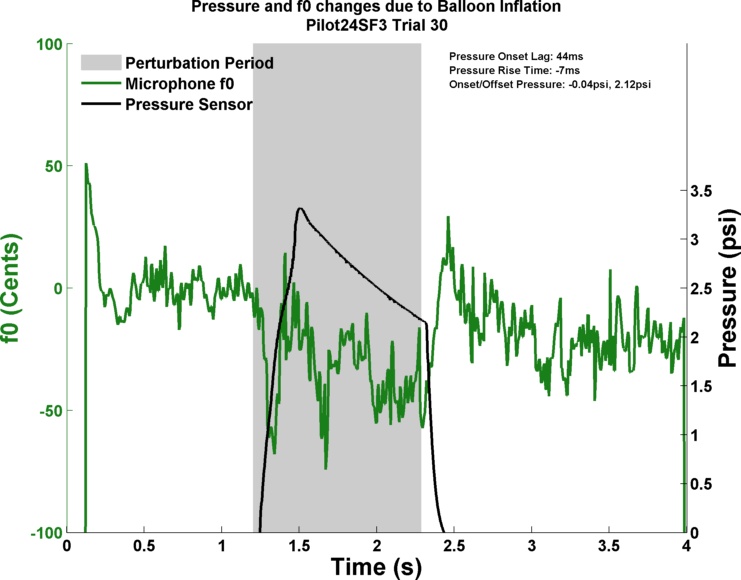 Pressure and f0 changes due to Balloon Inflation
Pilot24SF3 Trial 30
Perturbation Period
Microphone f0
Pressure Sensor
Pressure Onset Lag: 44ms
Pressure Rise Time: -7ms
Onset/Offset Pressure: -0.04psi, 2.12psi
f0 (Cents)
100
50
0
-50
-100
Pressure (psi)
3.5
3
2.5
2
1.5
1
0.5
0
0 0.5 1 1.5 2 2.5 3 3.5 4
Time (s)